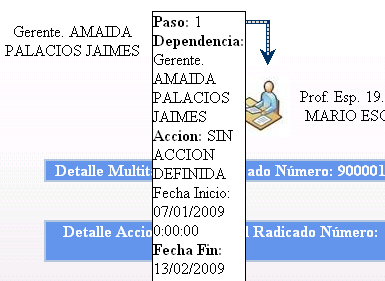 Gerente. AMAIDA
PALACIOS JAIMES
Paso: 1
Dependencia:
Gerente.
AMAIDA
PALACIOS
JAIMES
Accion: SIN
ACCION
DEFINIDA
Fecha Inicio:
07/01/2009
0:00:00
Fecha Fin:
13/02/2009
Prof. Esp. 19.
MARIO ESC
Detalle Multit ado Número: 900001
Detalle Accio l Radicado Número: